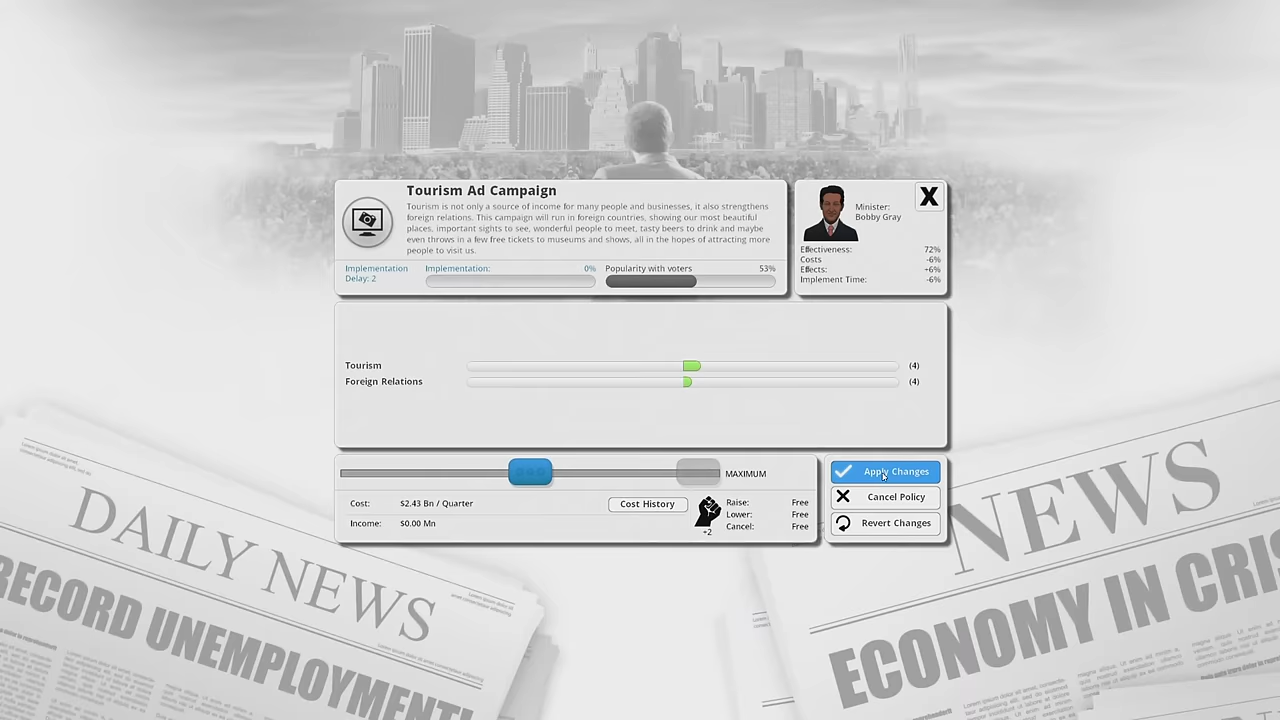 Tourism Ad Campaign
Tourism is not only a source of income for many people and businesses, it also strengthens
foreign relations. This campaign will run in foreign countries, showing our most beautiful
places, important sights to see, wonderful people to meet, tasty beers to drink and maybe
even throws in a few free tickets to museums and shows, all in the hopes of attracting more
people to visit us.
Implementation
Delay: 2
Implementation: 0%
Popularity with voters 53%
Minister:
Bobby Gray
X
Effectiveness: 72%
Costs -6%
Effects: +6%
Implement Time: -6%
Tourism (4)
Foreign Relations (4)
MAXIMUM
Cost: $2.43 Bn / Quarter
Income: $0.00 Mn
Cost History
+2
Raise: Free
Lower: Free
Cancel: Free
Apply Changes
Cancel Policy
Revert Changes
DAILY NEWS
RECORD UNEMPLOYMENT
NEWS
ECONOMY IN CRIS